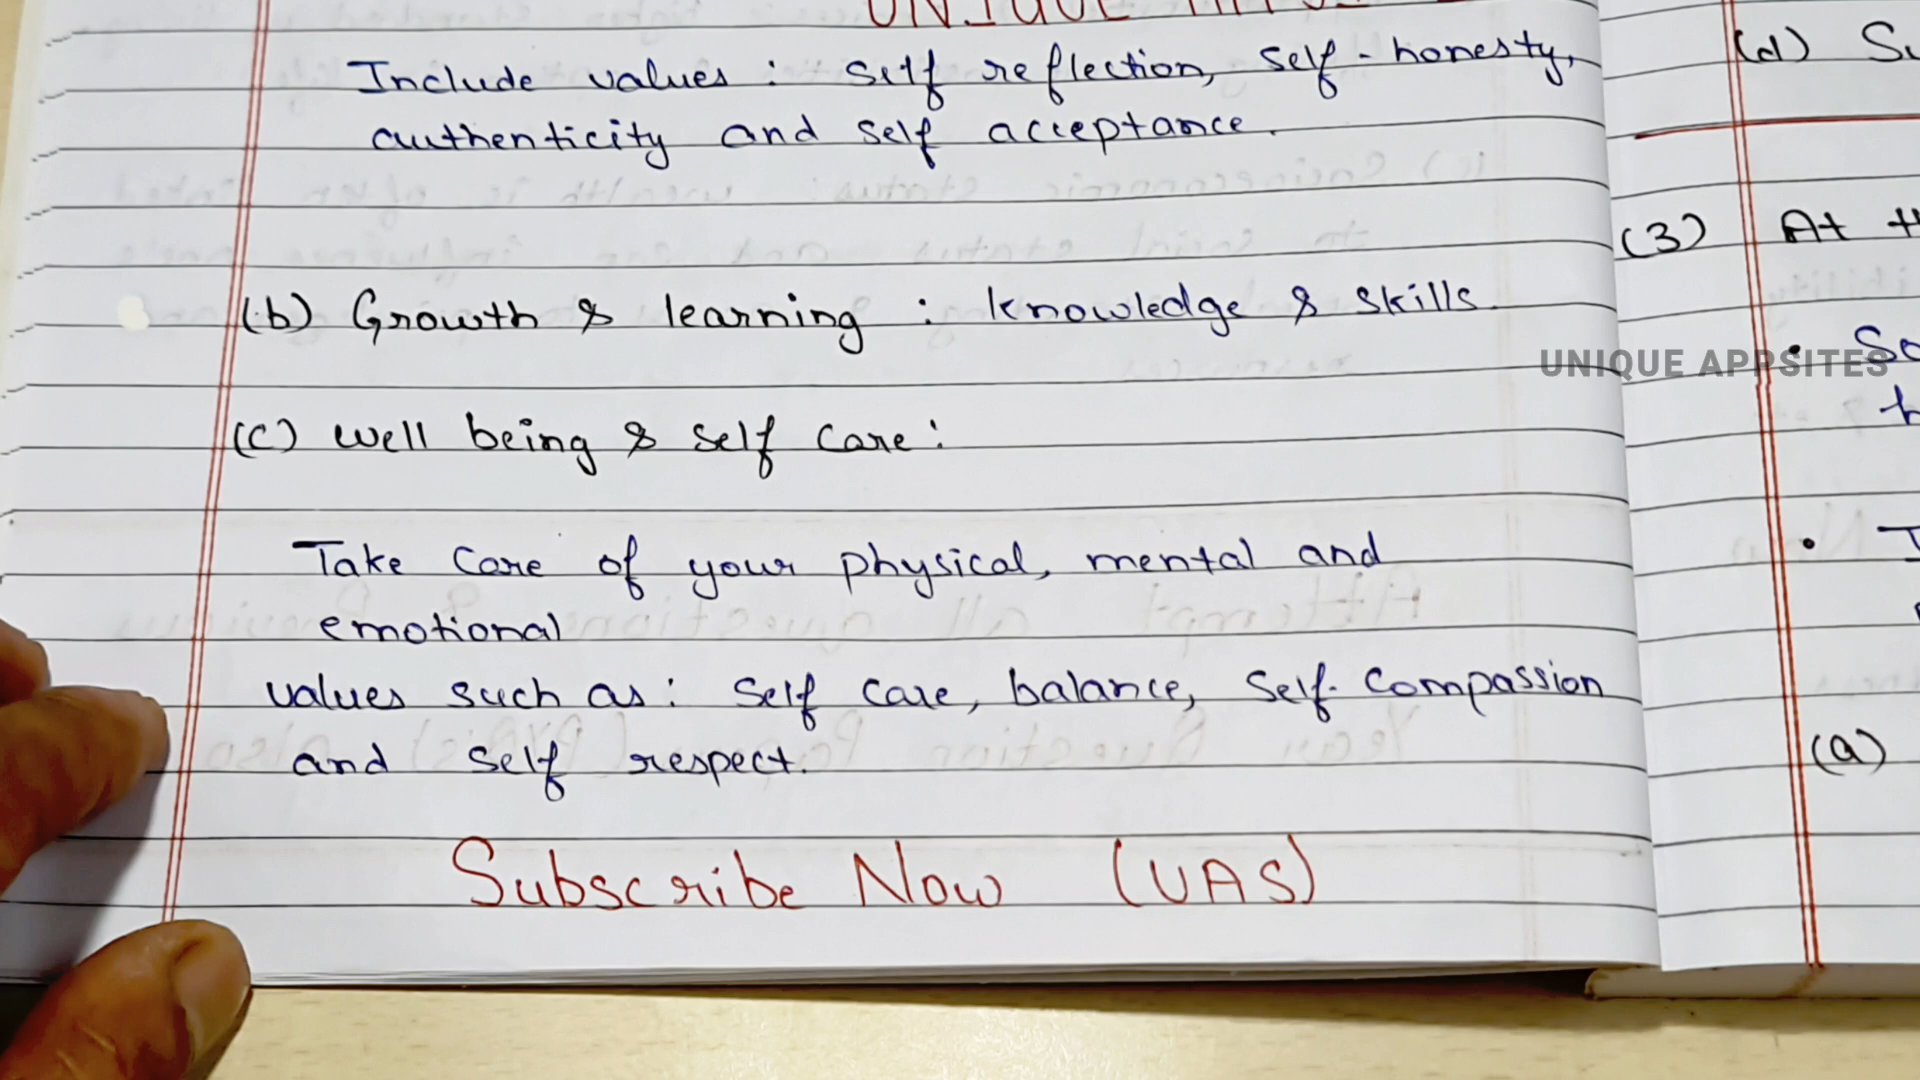 Include values : Self reflection, Self-honesty,
authenticity and self acceptance.
(b) Growth & learning : knowledge & skills
(c) well being & self care:
Take care of your physical, mental and
emotional
values such as: Self care, balance, Self-compassion
and self respect.
Subscribe Now (UAS)
(d)
(3) At
UNIQUE APPSITES
(a)